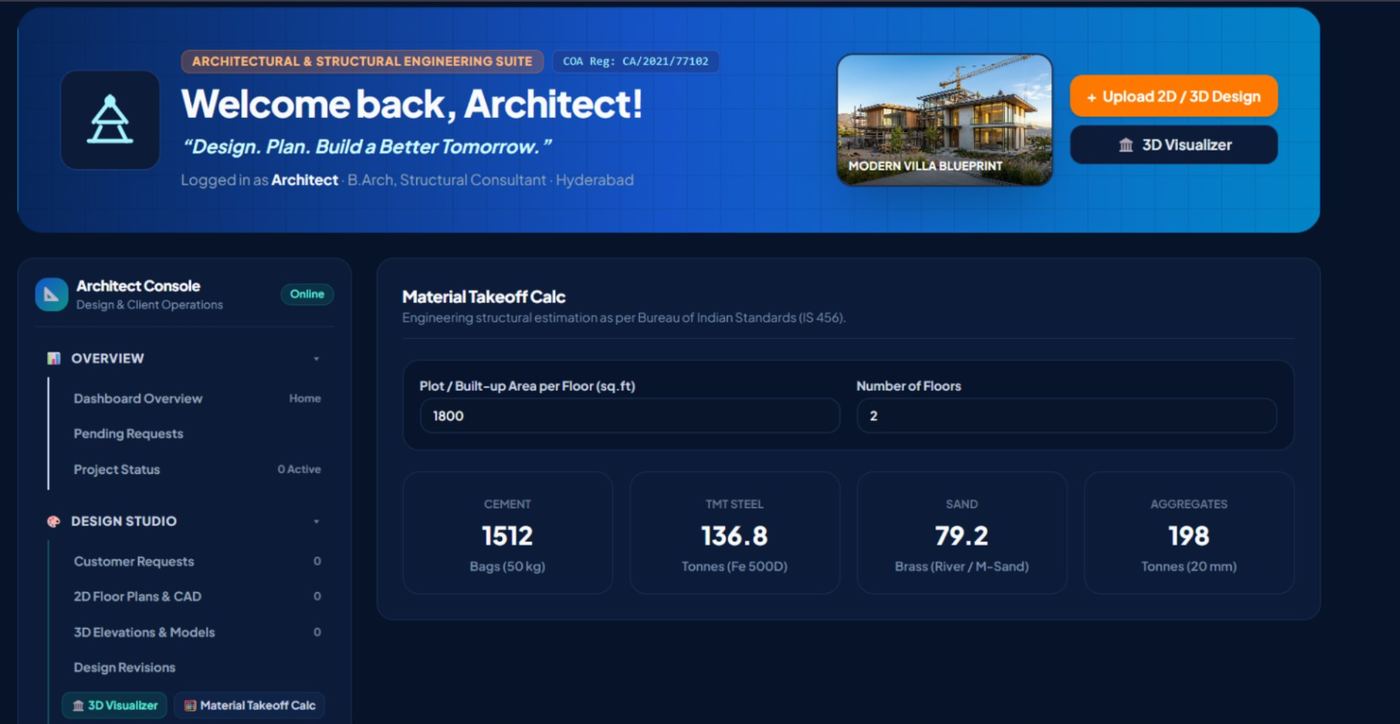 ARCHITECTURAL & STRUCTURAL ENGINEERING SUITE
COA Reg: CA/2021/77102
Welcome back, Architect!
“Design. Plan. Build a Better Tomorrow.”
Logged in as Architect · B.Arch, Structural Consultant · Hyderabad
MODERN VILLA BLUEPRINT
+ Upload 2D / 3D Design
3D Visualizer
Architect Console
Design & Client Operations
Online
OVERVIEW
Dashboard Overview Home
Pending Requests
Project Status 0 Active
DESIGN STUDIO
Customer Requests 0
2D Floor Plans & CAD 0
3D Elevations & Models 0
Design Revisions
3D Visualizer
Material Takeoff Calc
Material Takeoff Calc
Engineering structural estimation as per Bureau of Indian Standards (IS 456).
Plot / Built-up Area per Floor (sq.ft)
1800
Number of Floors
2
CEMENT
1512
Bags (50 kg)
TMT STEEL
136.8
Tonnes (Fe 500D)
SAND
79.2
Brass (River / M-Sand)
AGGREGATES
198
Tonnes (20 mm)